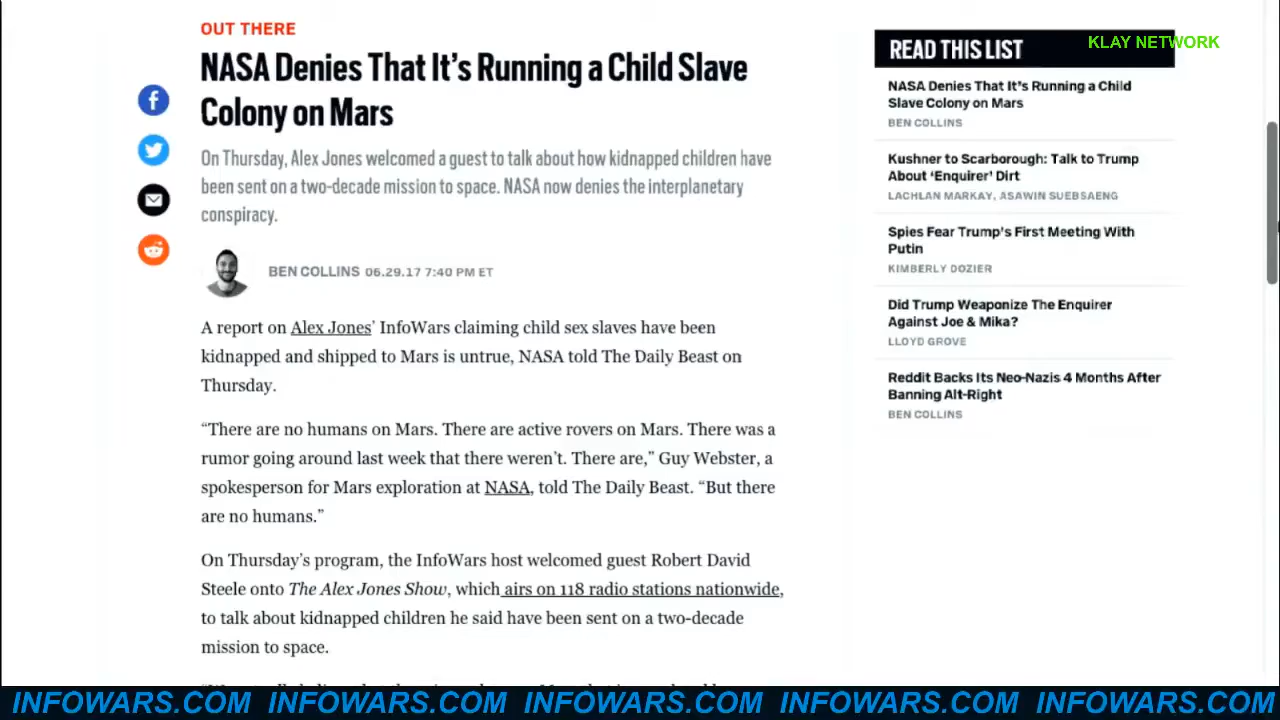 OUT THERE
NASA Denies That It's Running a Child Slave
Colony on Mars
On Thursday, Alex Jones welcomed a guest to talk about how kidnapped children have
been sent on a two-decade mission to space. NASA now denies the interplanetary
conspiracy.
BEN COLLINS 06.29.17 7:40 PM ET
A report on Alex Jones' InfoWars claiming child sex slaves have been
kidnapped and shipped to Mars is untrue, NASA told The Daily Beast on
Thursday.
“There are no humans on Mars. There are active rovers on Mars. There was a
rumor going around last week that there weren't. There are,” Guy Webster, a
spokesperson for Mars exploration at NASA, told The Daily Beast. “But there
are no humans.”
On Thursday's program, the InfoWars host welcomed guest Robert David
Steele onto The Alex Jones Show, which airs on 118 radio stations nationwide,
to talk about kidnapped children he said have been sent on a two-decade
mission to space.
READ THIS LIST
KLAY NETWORK
NASA Denies That It's Running a Child
Slave Colony on Mars
BEN COLLINS
Kushner to Scarborough: Talk to Trump
About ‘Enquirer’ Dirt
LACHLAN MARKAY, ASAWIN SUEBSAENG
Spies Fear Trump's First Meeting With
Putin
KIMBERLY DOZIER
Did Trump Weaponize The Enquirer
Against Joe & Mika?
LLOYD GROVE
Reddit Backs Its Neo-Nazis 4 Months After
Banning Alt-Right
BEN COLLINS
INFOWARS.COM INFOWARS.COM INFOWARS.COM INFOWARS.COM INFOWARS.COM